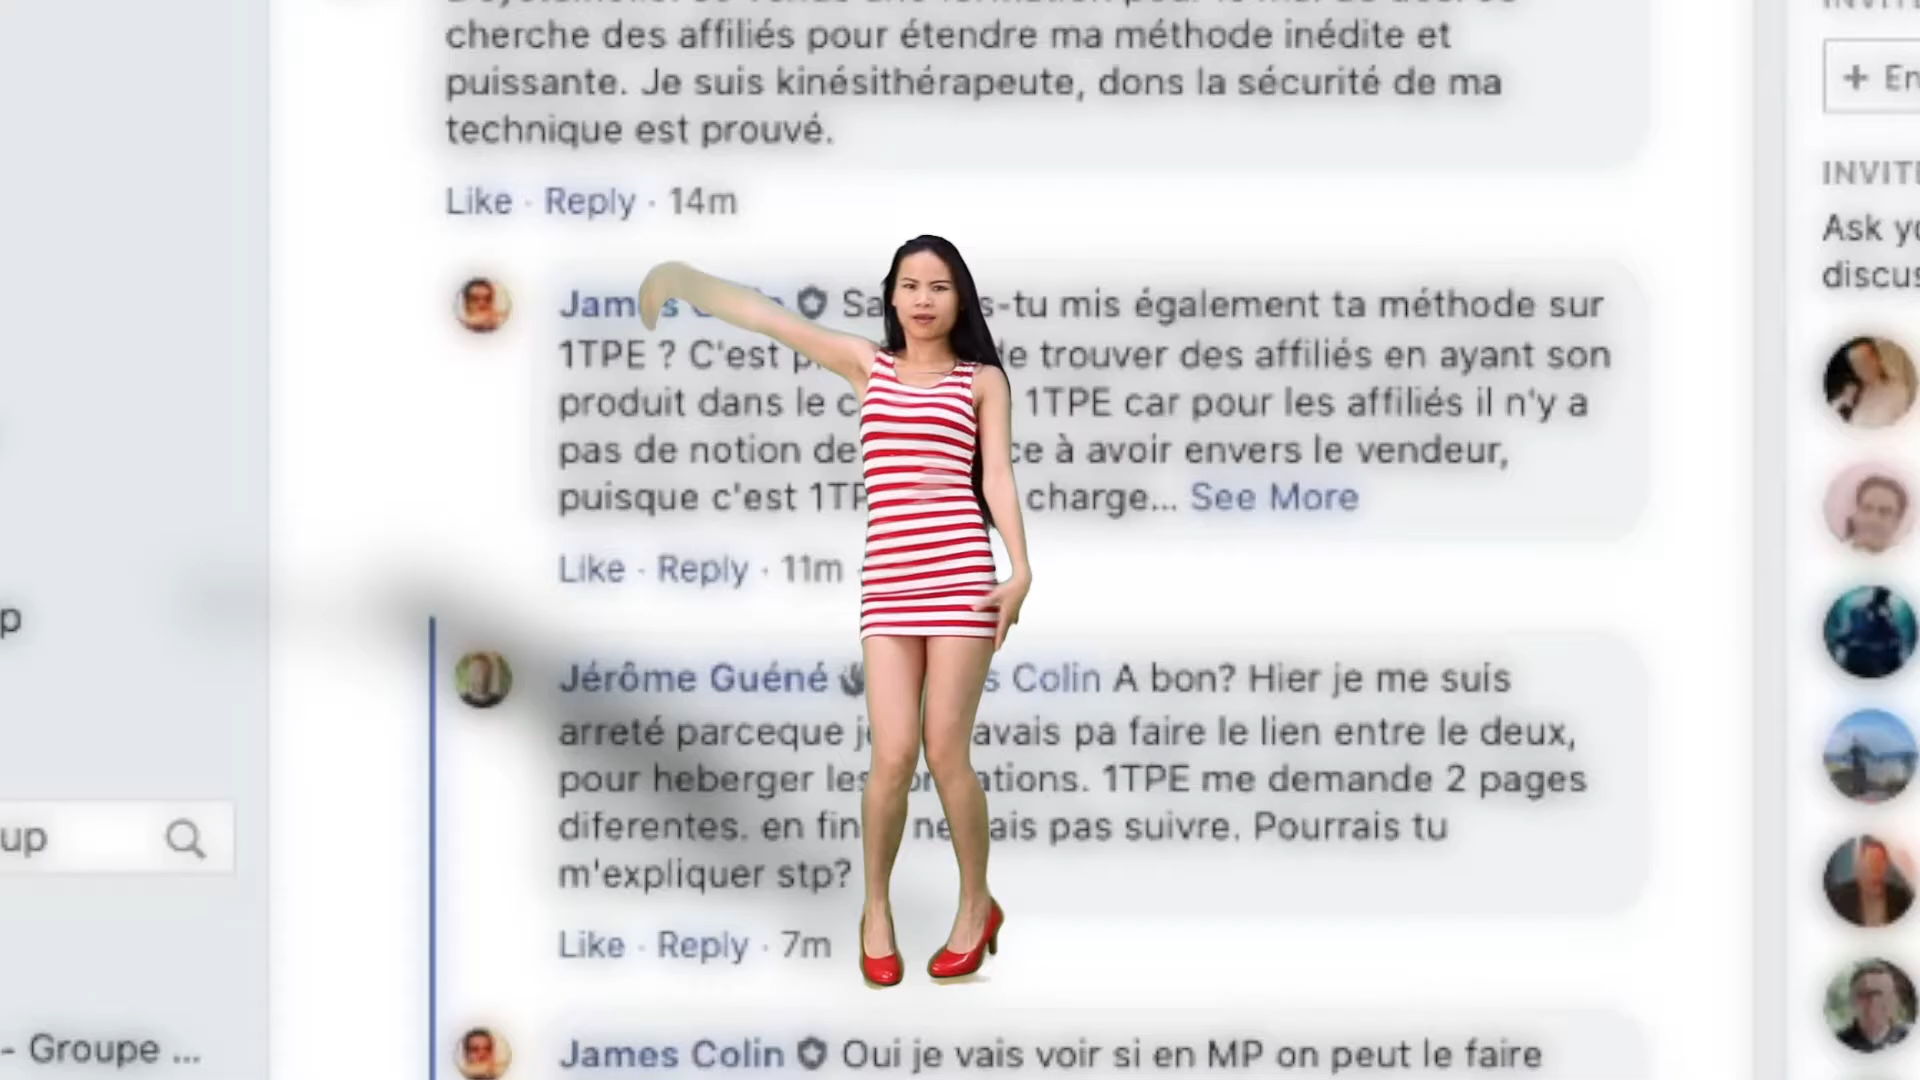 cherche des affiliés pour étendre ma méthode inédite et
puissante. Je suis kinésithérapeute, dons la sécurité de ma
technique est prouvé.
Like · Reply · 14m
James Sa s-tu mis également ta méthode sur
1TPE ? C'est de trouver des affiliés en ayant son
produit dans le 1TPE car pour les affiliés il n'y a
pas de notion de à avoir envers le vendeur,
puisque c'est charge... See More
Like · Reply · 11m
Jérôme Guéné Colin A bon? Hier je me suis
arreté parceque avais pa faire le lien entre le deux,
pour heberger les ations. 1TPE me demande 2 pages
diferentes. en fin ne ais pas suivre. Pourrais tu
m'expliquer stp?
Like · Reply · 7m
James Colin Oui je vais voir si en MP on peut le faire
p
up
- Groupe ...
+ En
INVITE
Ask yo
discus